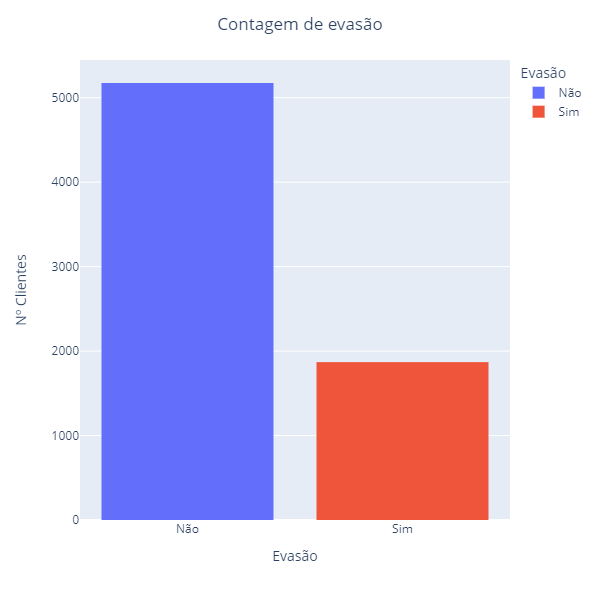 Contagem de evasão
Evasão
Não
Sim
5000
4000
3000
2000
1000
0
Nº Clientes
Não
Sim
Evasão